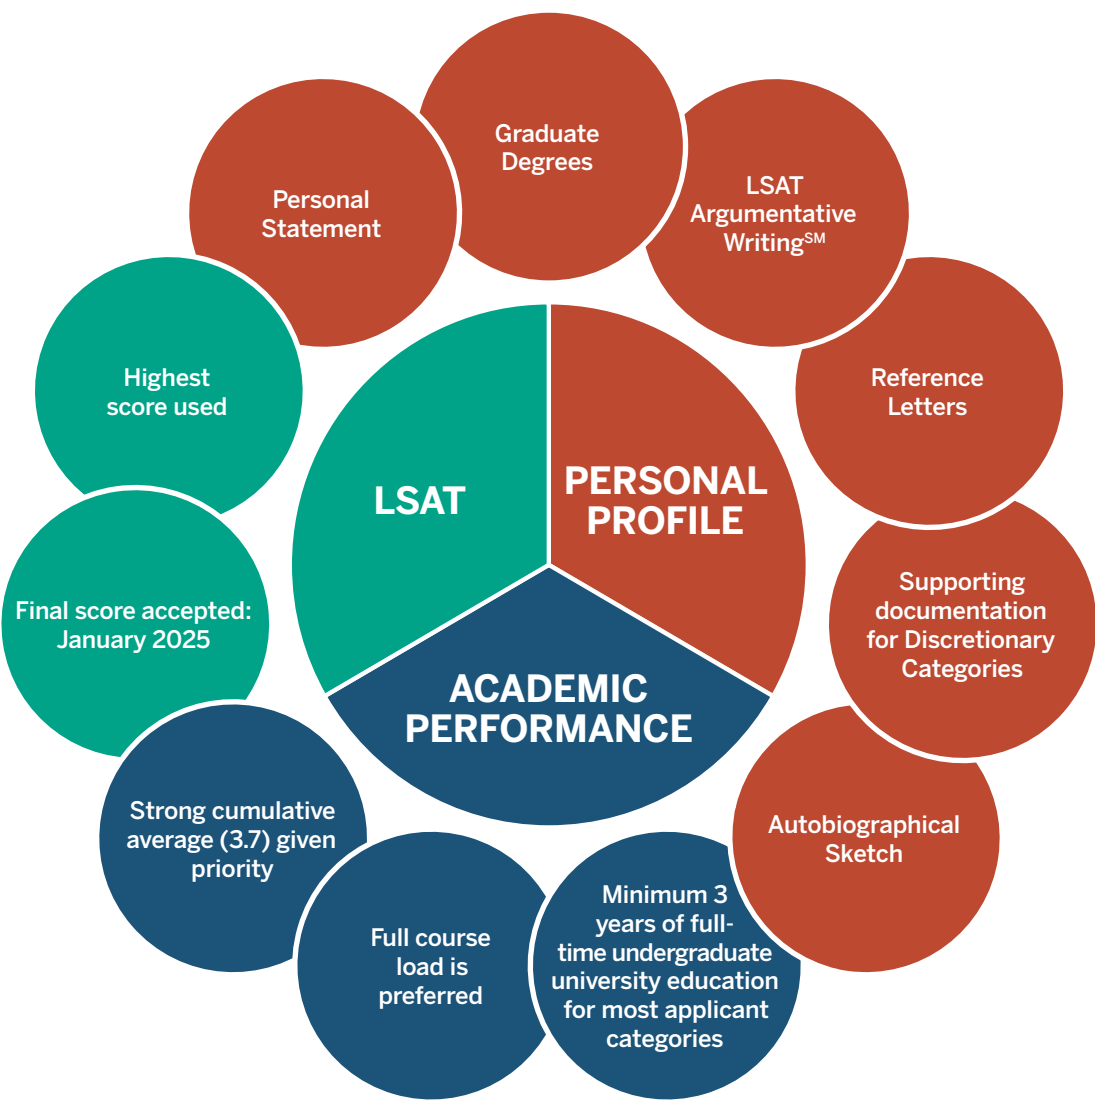 Graduate
Degrees
LSAT
Argumentative
Writing℠
Reference
Letters
Supporting
documentation
for Discretionary
Categories
Autobiographical
Sketch
Minimum 3
years of full-
time undergraduate
university education
for most applicant
categories
Full course
load is
preferred
Strong cumulative
average (3.7) given
priority
Final score accepted:
January 2025
Highest
score used
Personal
Statement
LSAT
PERSONAL
PROFILE
ACADEMIC
PERFORMANCE